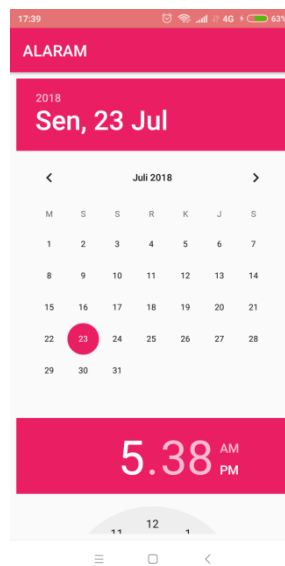 17:39 4G 63%
ALARAM
2018
Sen, 23 Jul
Juli 2018
M S S R K J S
1 2 3 4 5 6 7
8 9 10 11 12 13 14
15 16 17 18 19 20 21
22 23 24 25 26 27 28
29 30 31
5.38 AM
PM
12
11 1